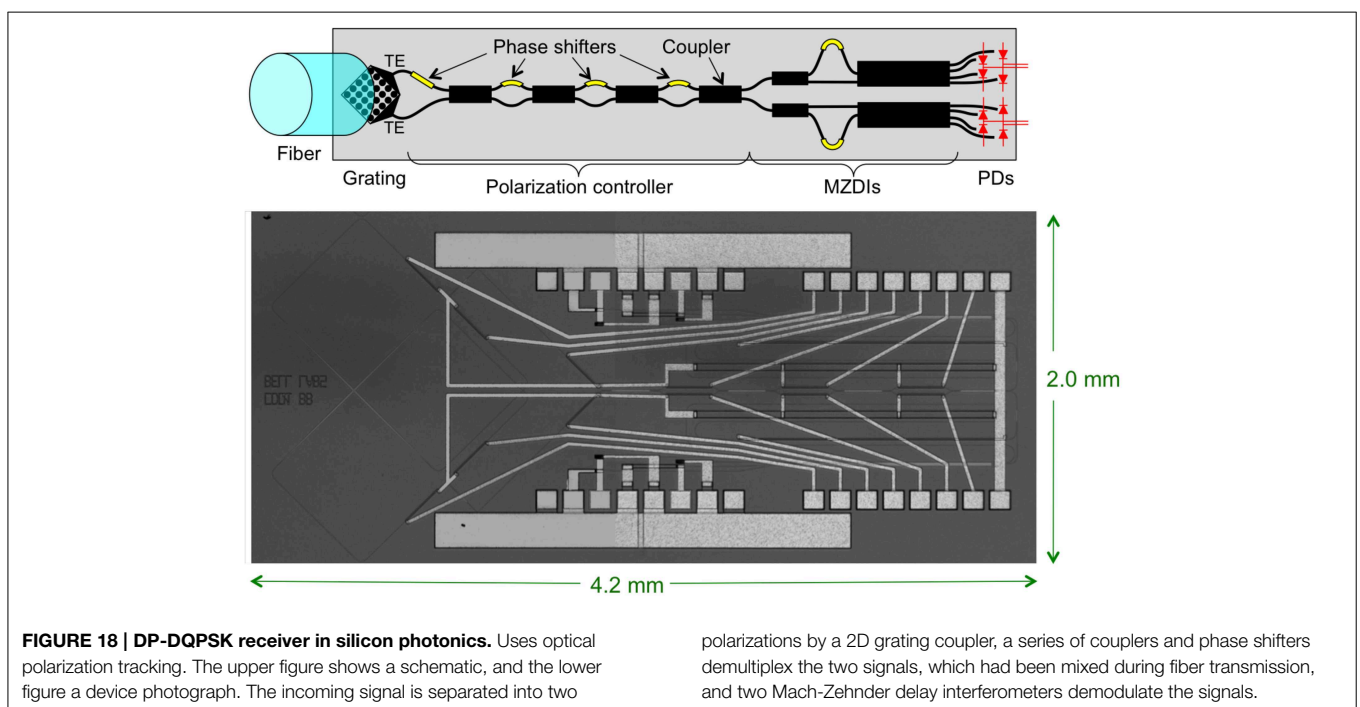 Phase shifters
Coupler
TE
TE
Fiber
Grating
Polarization controller
MZDIs
PDs
2.0 mm
4.2 mm
FIGURE 18 | DP-DQPSK receiver in silicon photonics. Uses optical
polarization tracking. The upper figure shows a schematic, and the lower
figure a device photograph. The incoming signal is separated into two
polarizations by a 2D grating coupler, a series of couplers and phase shifters
demultiplex the two signals, which had been mixed during fiber transmission,
and two Mach-Zehnder delay interferometers demodulate the signals.